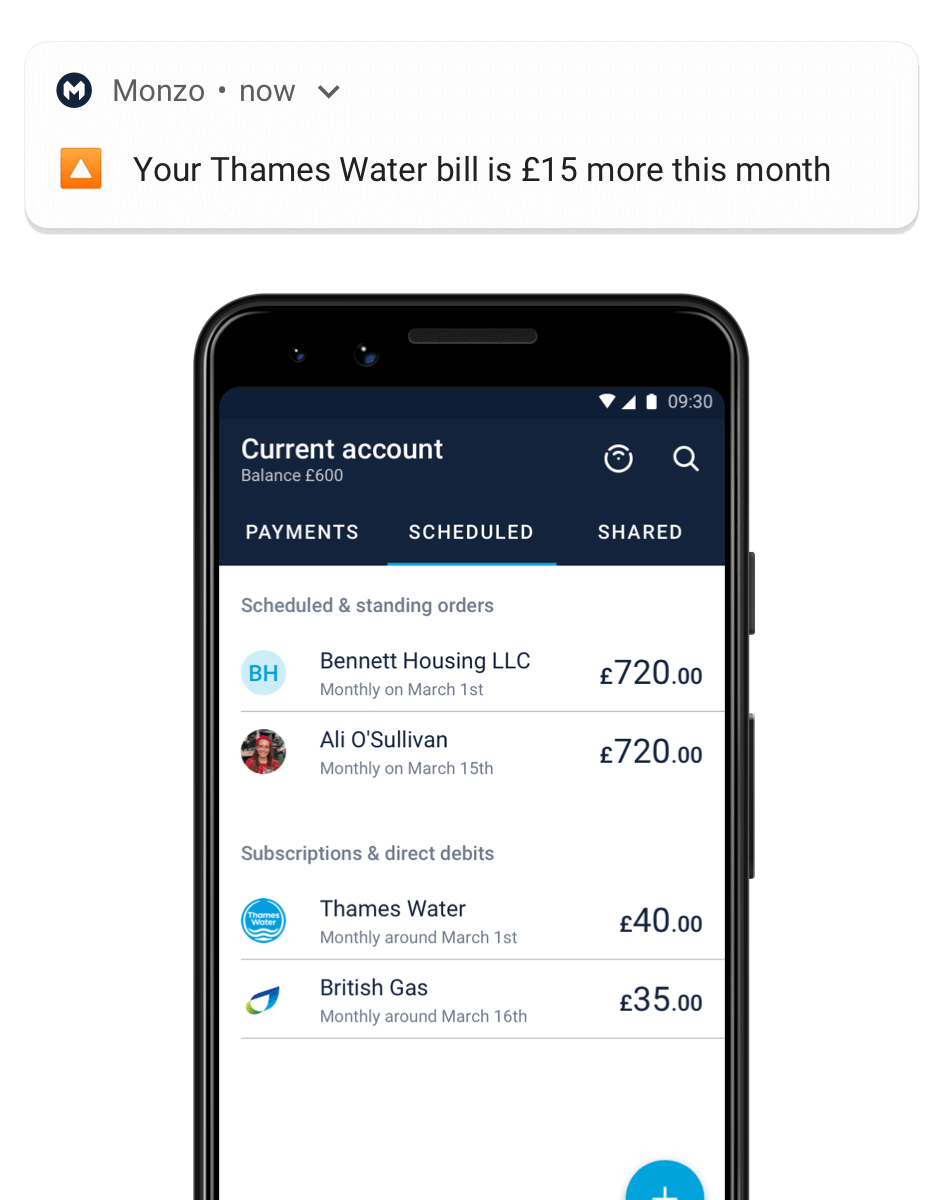 Monzo • now
Your Thames Water bill is £15 more this month
09:30
Current account
Balance £600
PAYMENTS SCHEDULED SHARED
Scheduled & standing orders
BH Bennett Housing LLC £720.00
Monthly on March 1st
Ali O'Sullivan £720.00
Monthly on March 15th
Subscriptions & direct debits
Thames Water
Thames Water £40.00
Monthly around March 1st
British Gas £35.00
Monthly around March 16th